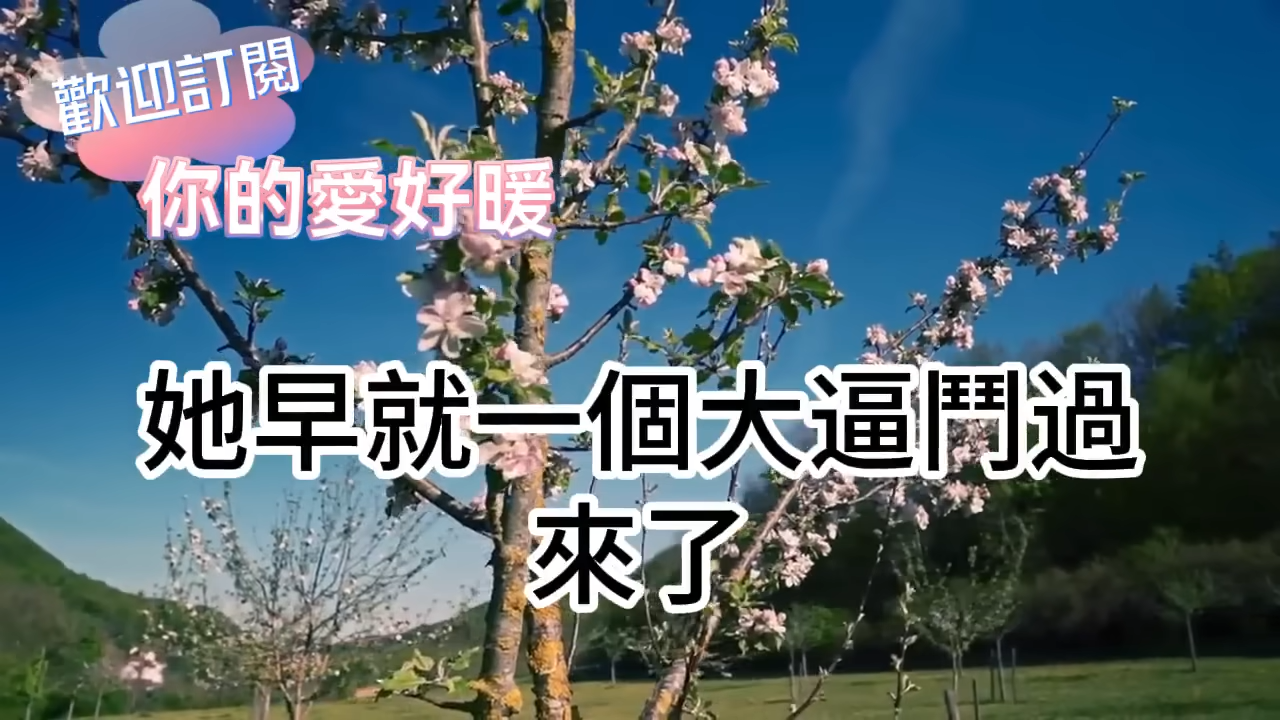 歡迎訂閱
你的愛好暖
她早就一個大逼鬥過
來了